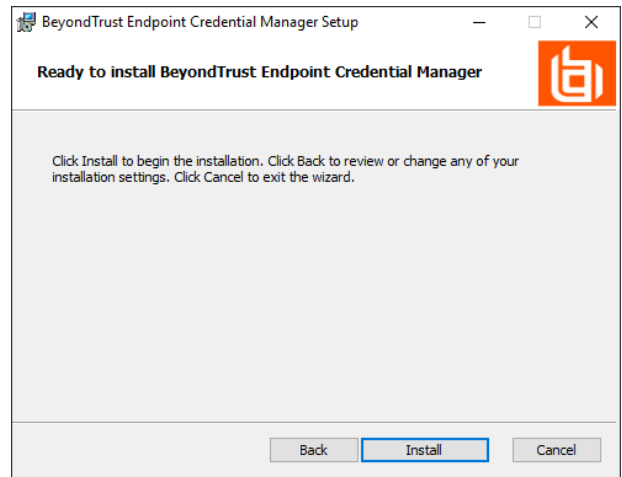 BeyondTrust Endpoint Credential Manager Setup
Ready to install BeyondTrust Endpoint Credential Manager
Click Install to begin the installation. Click Back to review or change any of your
installation settings. Click Cancel to exit the wizard.
Back Install Cancel